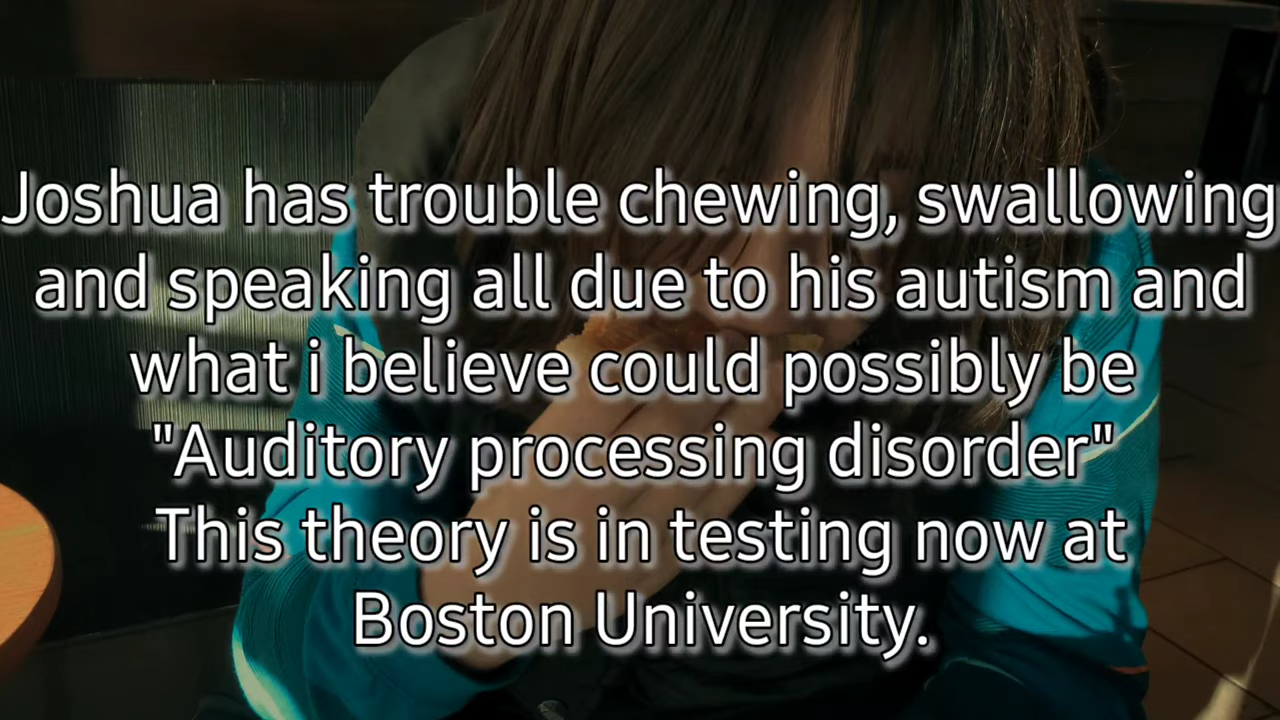 Joshua has trouble chewing, swallowing
and speaking all due to his autism and
what i believe could possibly be
"Auditory processing disorder"
This theory is in testing now at
Boston University.